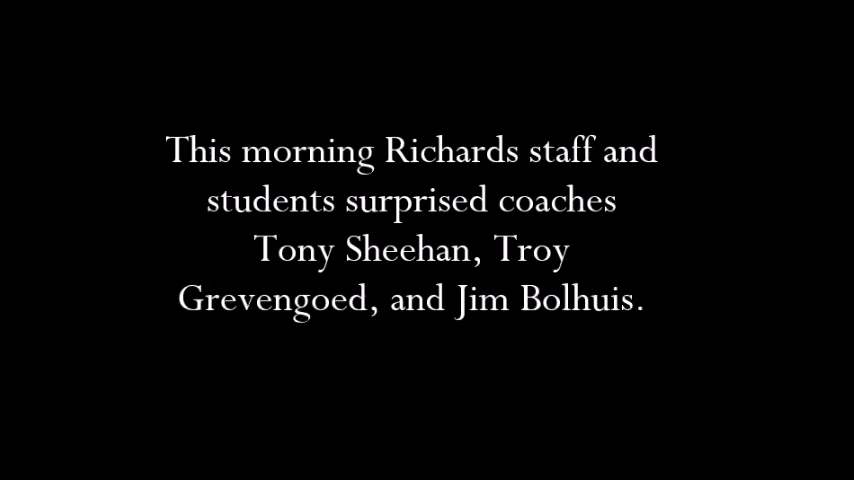 This morning Richards staff and
students surprised coaches
Tony Sheehan, Troy
Grevengoed, and Jim Bolhuis.